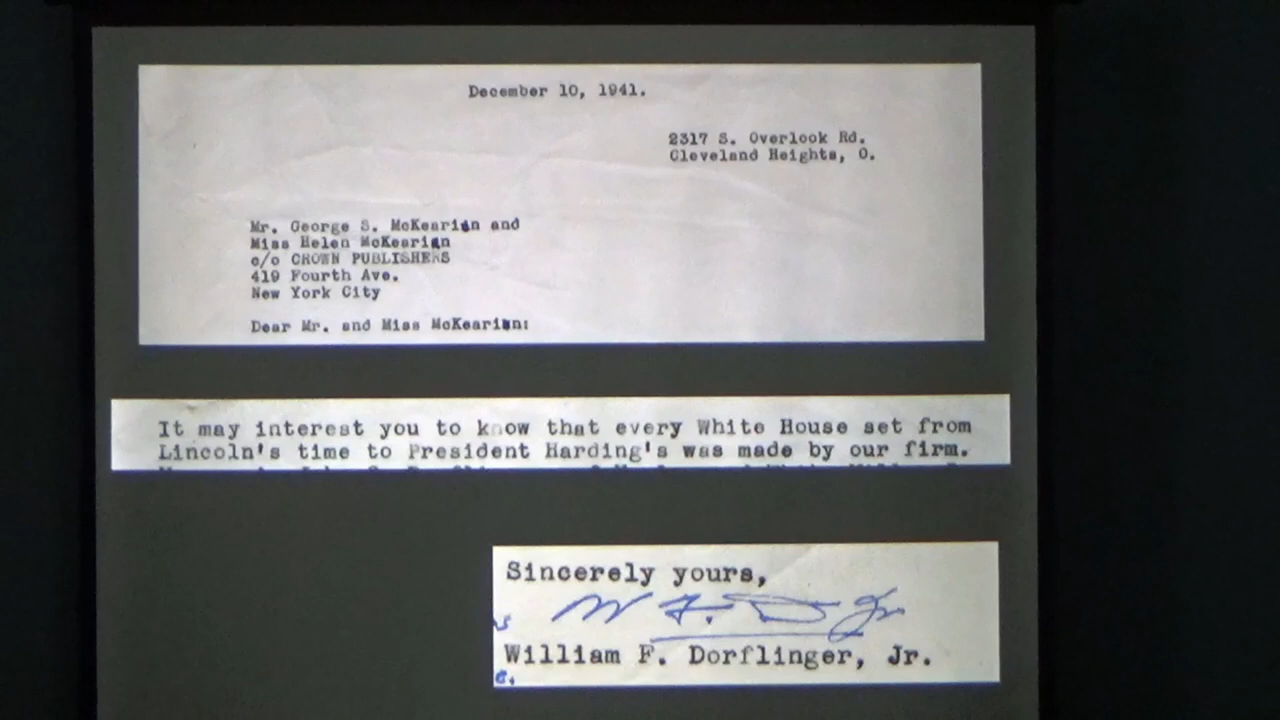 December 10, 1941.
2317 S. Overlook Rd.
Cleveland Heights, O.
Mr. George S. McKearin and
Miss Helen McKearin
c/o CROWN PUBLISHERS
419 Fourth Ave.
New York City
Dear Mr. and Miss McKearin:
It may interest you to know that every White House set from
Lincoln's time to President Harding's was made by our firm.
Sincerely yours,
W. F. D Jr
William F. Dorflinger, Jr.